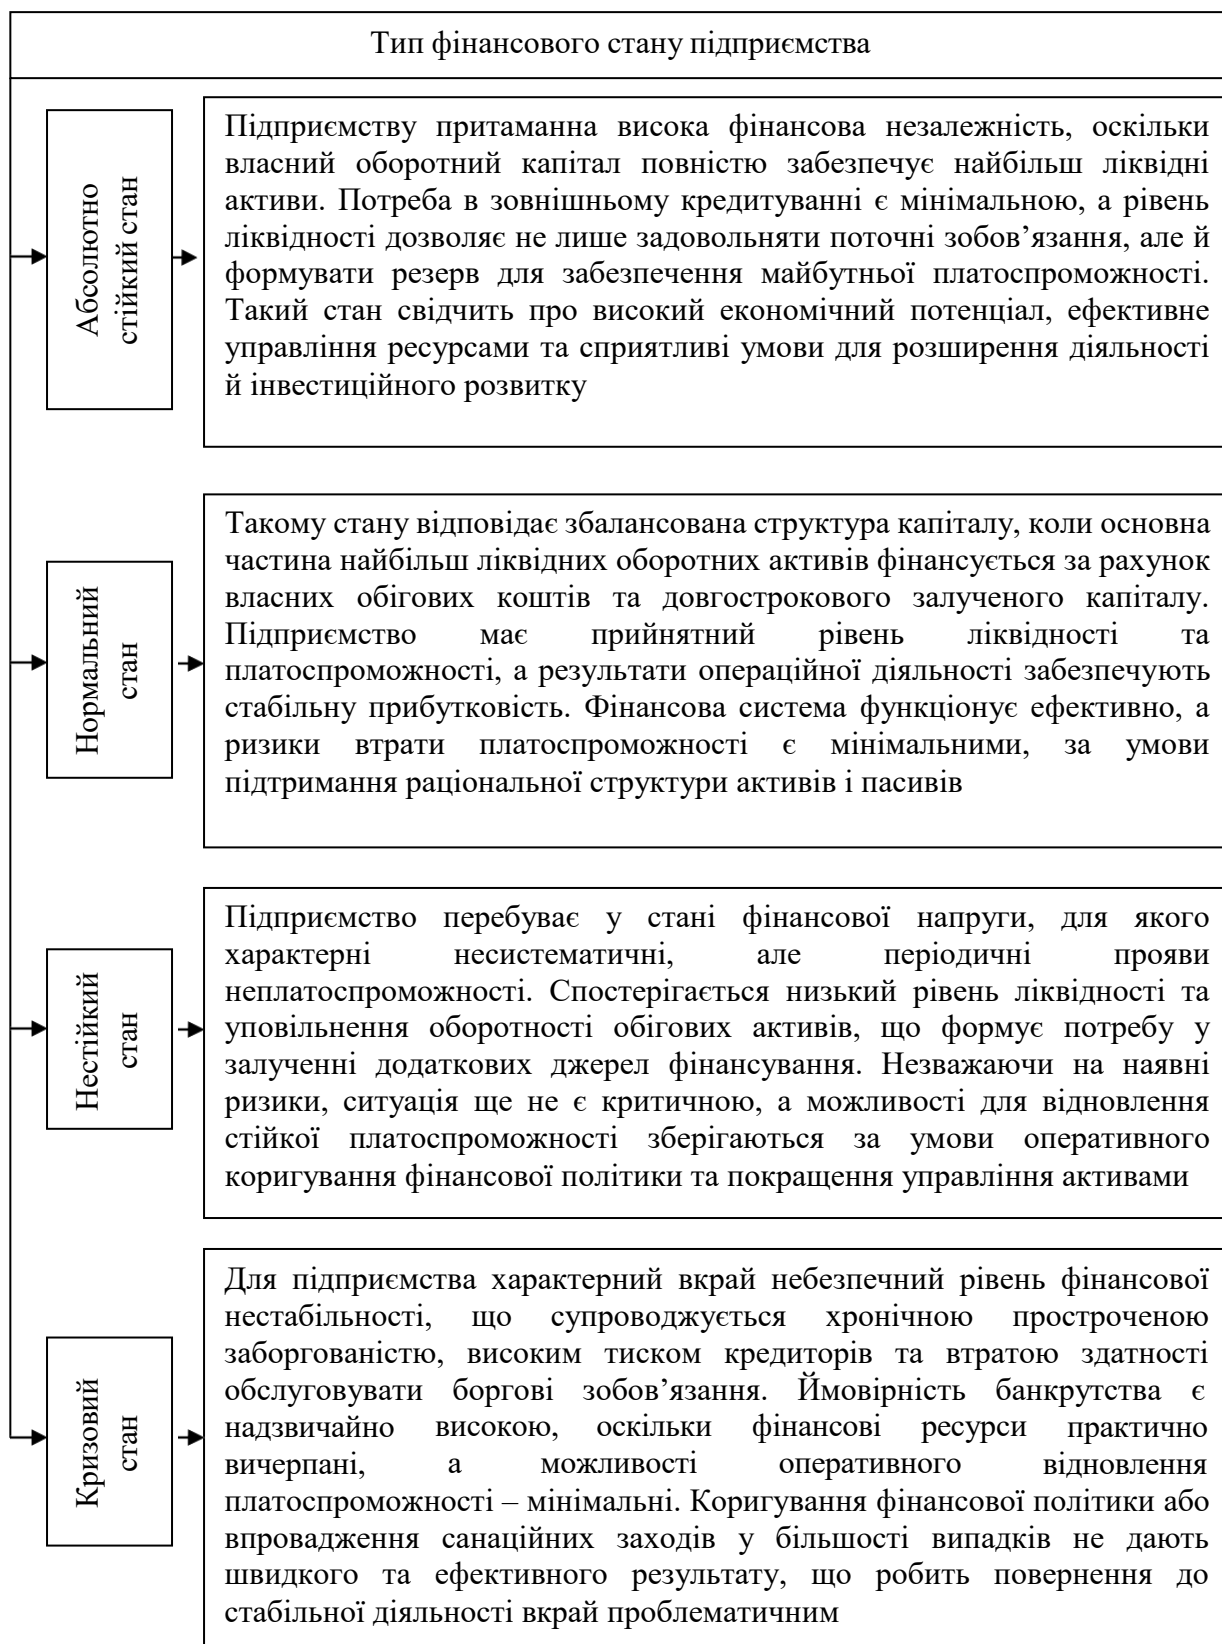 Тип фінансового стану підприємства
Абсолютно
стійкий стан
Підприємству притаманна висока фінансова незалежність, оскільки
власний оборотний капітал повністю забезпечує найбільш ліквідні
активи. Потреба в зовнішньому кредитуванні є мінімальною, а рівень
ліквідності дозволяє не лише задовольняти поточні зобов’язання, але й
формувати резерв для забезпечення майбутньої платоспроможності.
Такий стан свідчить про високий економічний потенціал, ефективне
управління ресурсами та сприятливі умови для розширення діяльності
й інвестиційного розвитку
Нормальний
стан
Такому стану відповідає збалансована структура капіталу, коли основна
частина найбільш ліквідних оборотних активів фінансується за рахунок
власних обігових коштів та довгострокового залученого капіталу.
Підприємство має прийнятний рівень ліквідності та
платоспроможності, а результати операційної діяльності забезпечують
стабільну прибутковість. Фінансова система функціонує ефективно, а
ризики втрати платоспроможності є мінімальними, за умови
підтримання раціональної структури активів і пасивів
Нестійкий
стан
Підприємство перебуває у стані фінансової напруги, для якого
характерні несистематичні, але періодичні прояви
неплатоспроможності. Спостерігається низький рівень ліквідності та
уповільнення оборотності обігових активів, що формує потребу у
залученні додаткових джерел фінансування. Незважаючи на наявні
ризики, ситуація ще не є критичною, а можливості для відновлення
стійкої платоспроможності зберігаються за умови оперативного
коригування фінансової політики та покращення управління активами
Кризовий
стан
Для підприємства характерний вкрай небезпечний рівень фінансової
нестабільності, що супроводжується хронічною простроченою
заборгованістю, високим тиском кредиторів та втратою здатності
обслуговувати боргові зобов’язання. Ймовірність банкрутства є
надзвичайно високою, оскільки фінансові ресурси практично
вичерпані, а можливості оперативного відновлення
платоспроможності – мінімальні. Коригування фінансової політики або
впровадження санаційних заходів у більшості випадків не дають
швидкого та ефективного результату, що робить повернення до
стабільної діяльності вкрай проблематичним